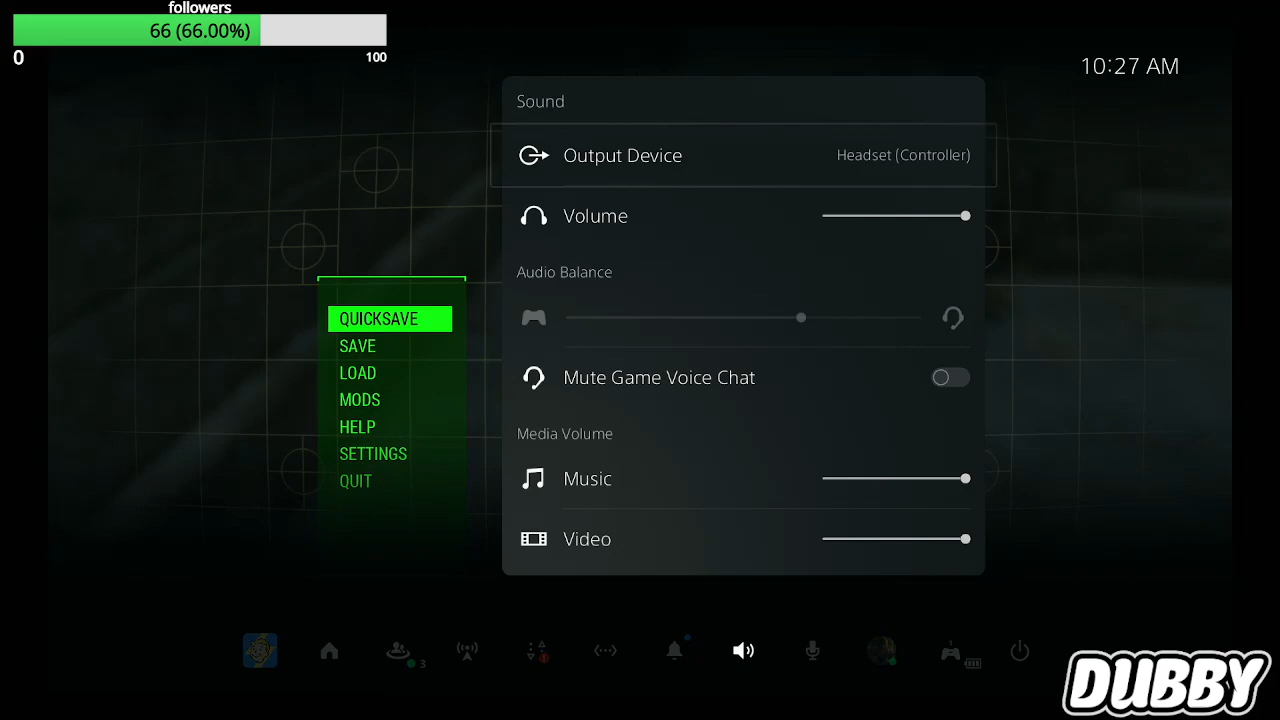 followers
66 (66.00%)
0
100
10:27 AM
Sound
Output Device
Headset (Controller)
Volume
Audio Balance
QUICKSAVE
SAVE
LOAD
MODS
HELP
SETTINGS
QUIT
Mute Game Voice Chat
Media Volume
Music
Video
3
DUBBY